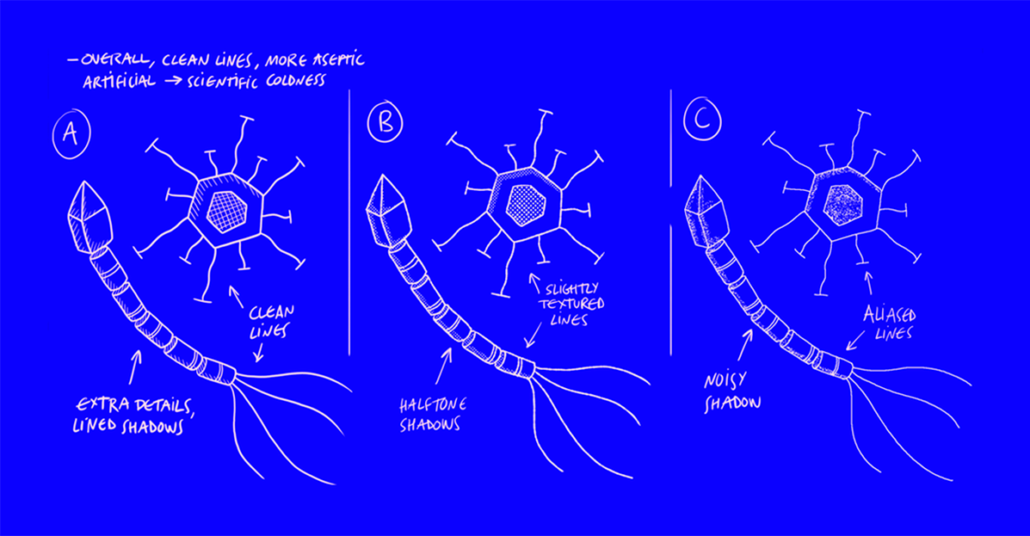 —OVERALL, CLEAN LINES, MORE ASEPTIC
ARTIFICIAL → SCIENTIFIC COLDNESS
A
CLEAN
LINES
EXTRA DETAILS,
LINED SHADOWS
B
SLIGHTLY
TEXTURED
LINES
HALFTONE
SHADOWS
C
ALIASED
LINES
NOISY
SHADOW